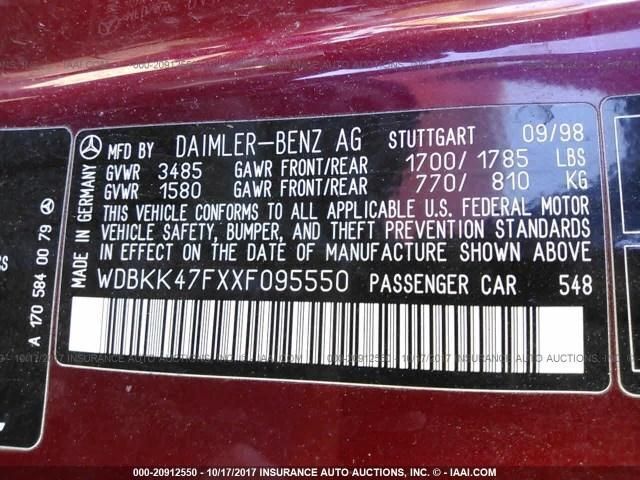 MFD BY DAIMLER-BENZ AG STUTTGART 09/98
GVWR 3485 GAWR FRONT/REAR 1700/1785 LBS
GVWR 1580 GAWR FRONT/REAR 770/ 810 KG
THIS VEHICLE CONFORMS TO ALL APPLICABLE U.S. FEDERAL MOTOR
VEHICLE SAFETY, BUMPER, AND THEFT PREVENTION STANDARDS
IN EFFECT ON THE DATE OF MANUFACTURE SHOWN ABOVE
WDBKK47FXXF095550 PASSENGER CAR 548
MADE IN GERMANY
A 170 584 00 79
000-20912550 - 10/17/2017 INSURANCE AUTO AUCTIONS, CENTER. - IAAI.COM